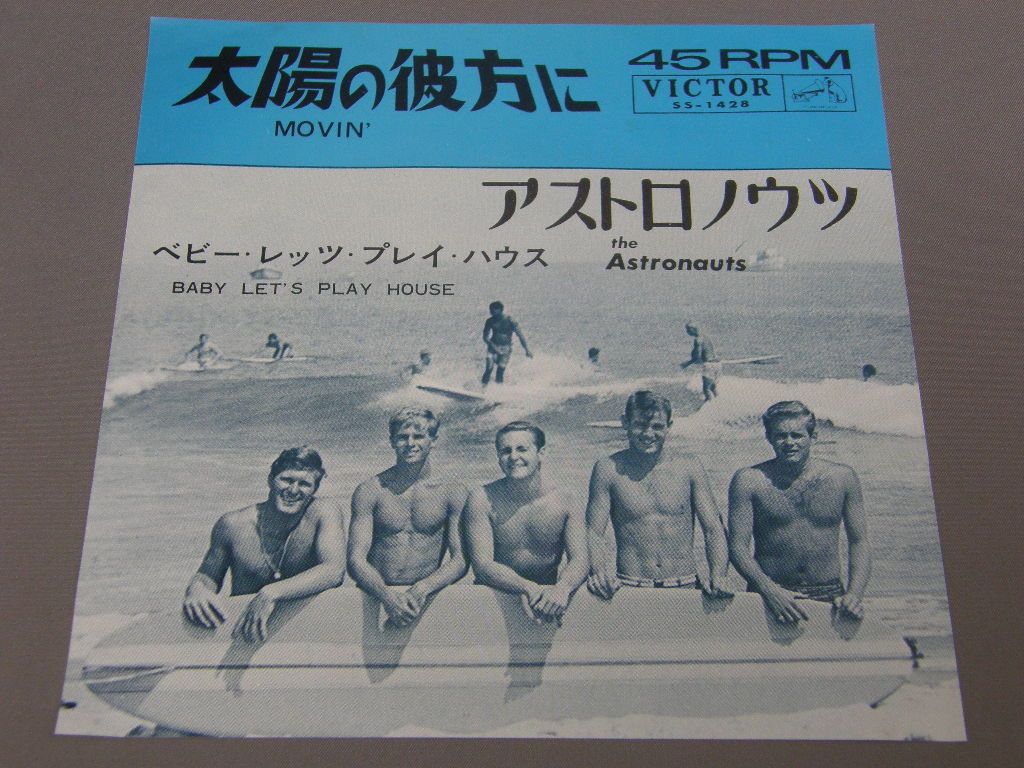 太陽の彼方に
MOVIN'
45 RPM
VICTOR
SS-1428
アストロノウツ
the
Astronauts
ベビー・レッツ・プレイ・ハウス
BABY LET'S PLAY HOUSE